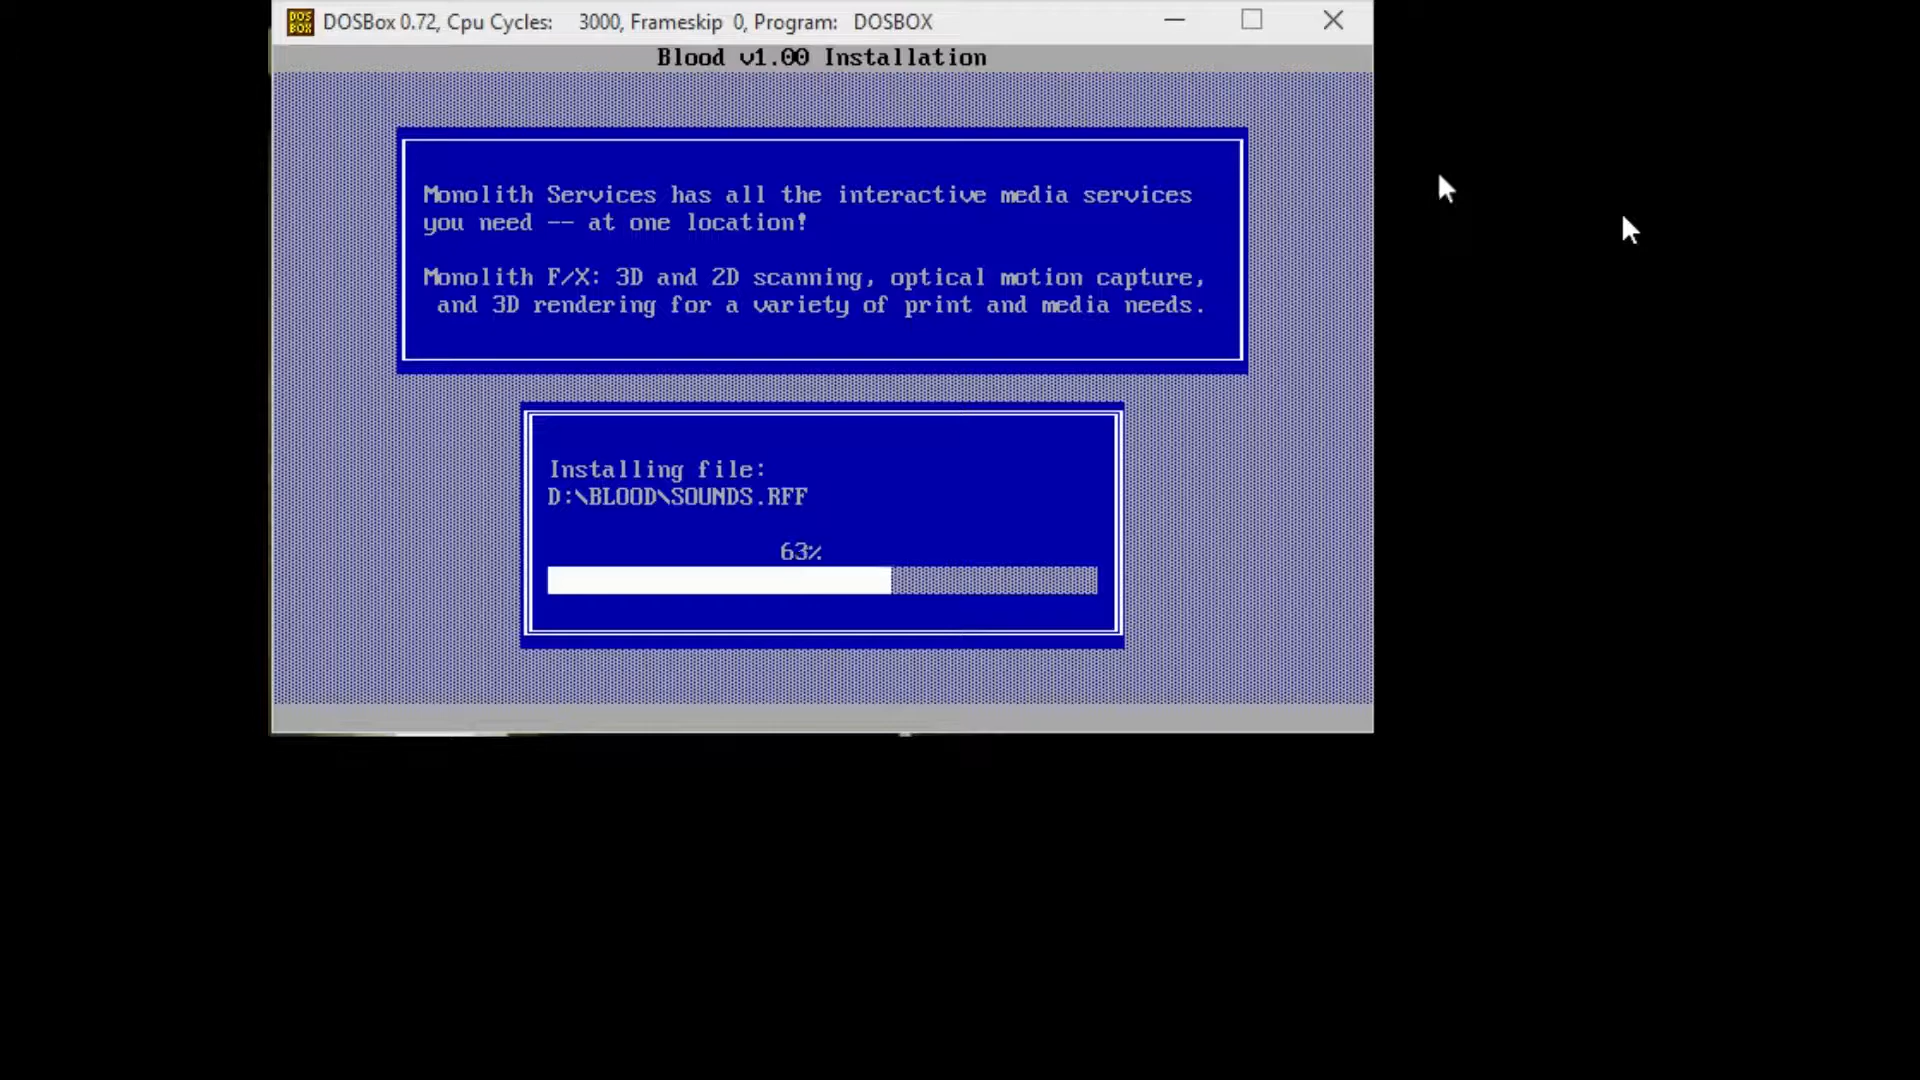 DOSBox 0.72, Cpu Cycles: 3000, Frameskip 0, Program: DOSBOX
Blood v1.00 Installation
Monolith Services has all the interactive media services
you need -- at one location!
Monolith F/X: 3D and 2D scanning, optical motion capture,
and 3D rendering for a variety of print and media needs.
Installing file:
D:\BLOOD\SOUNDS.RFF
63%